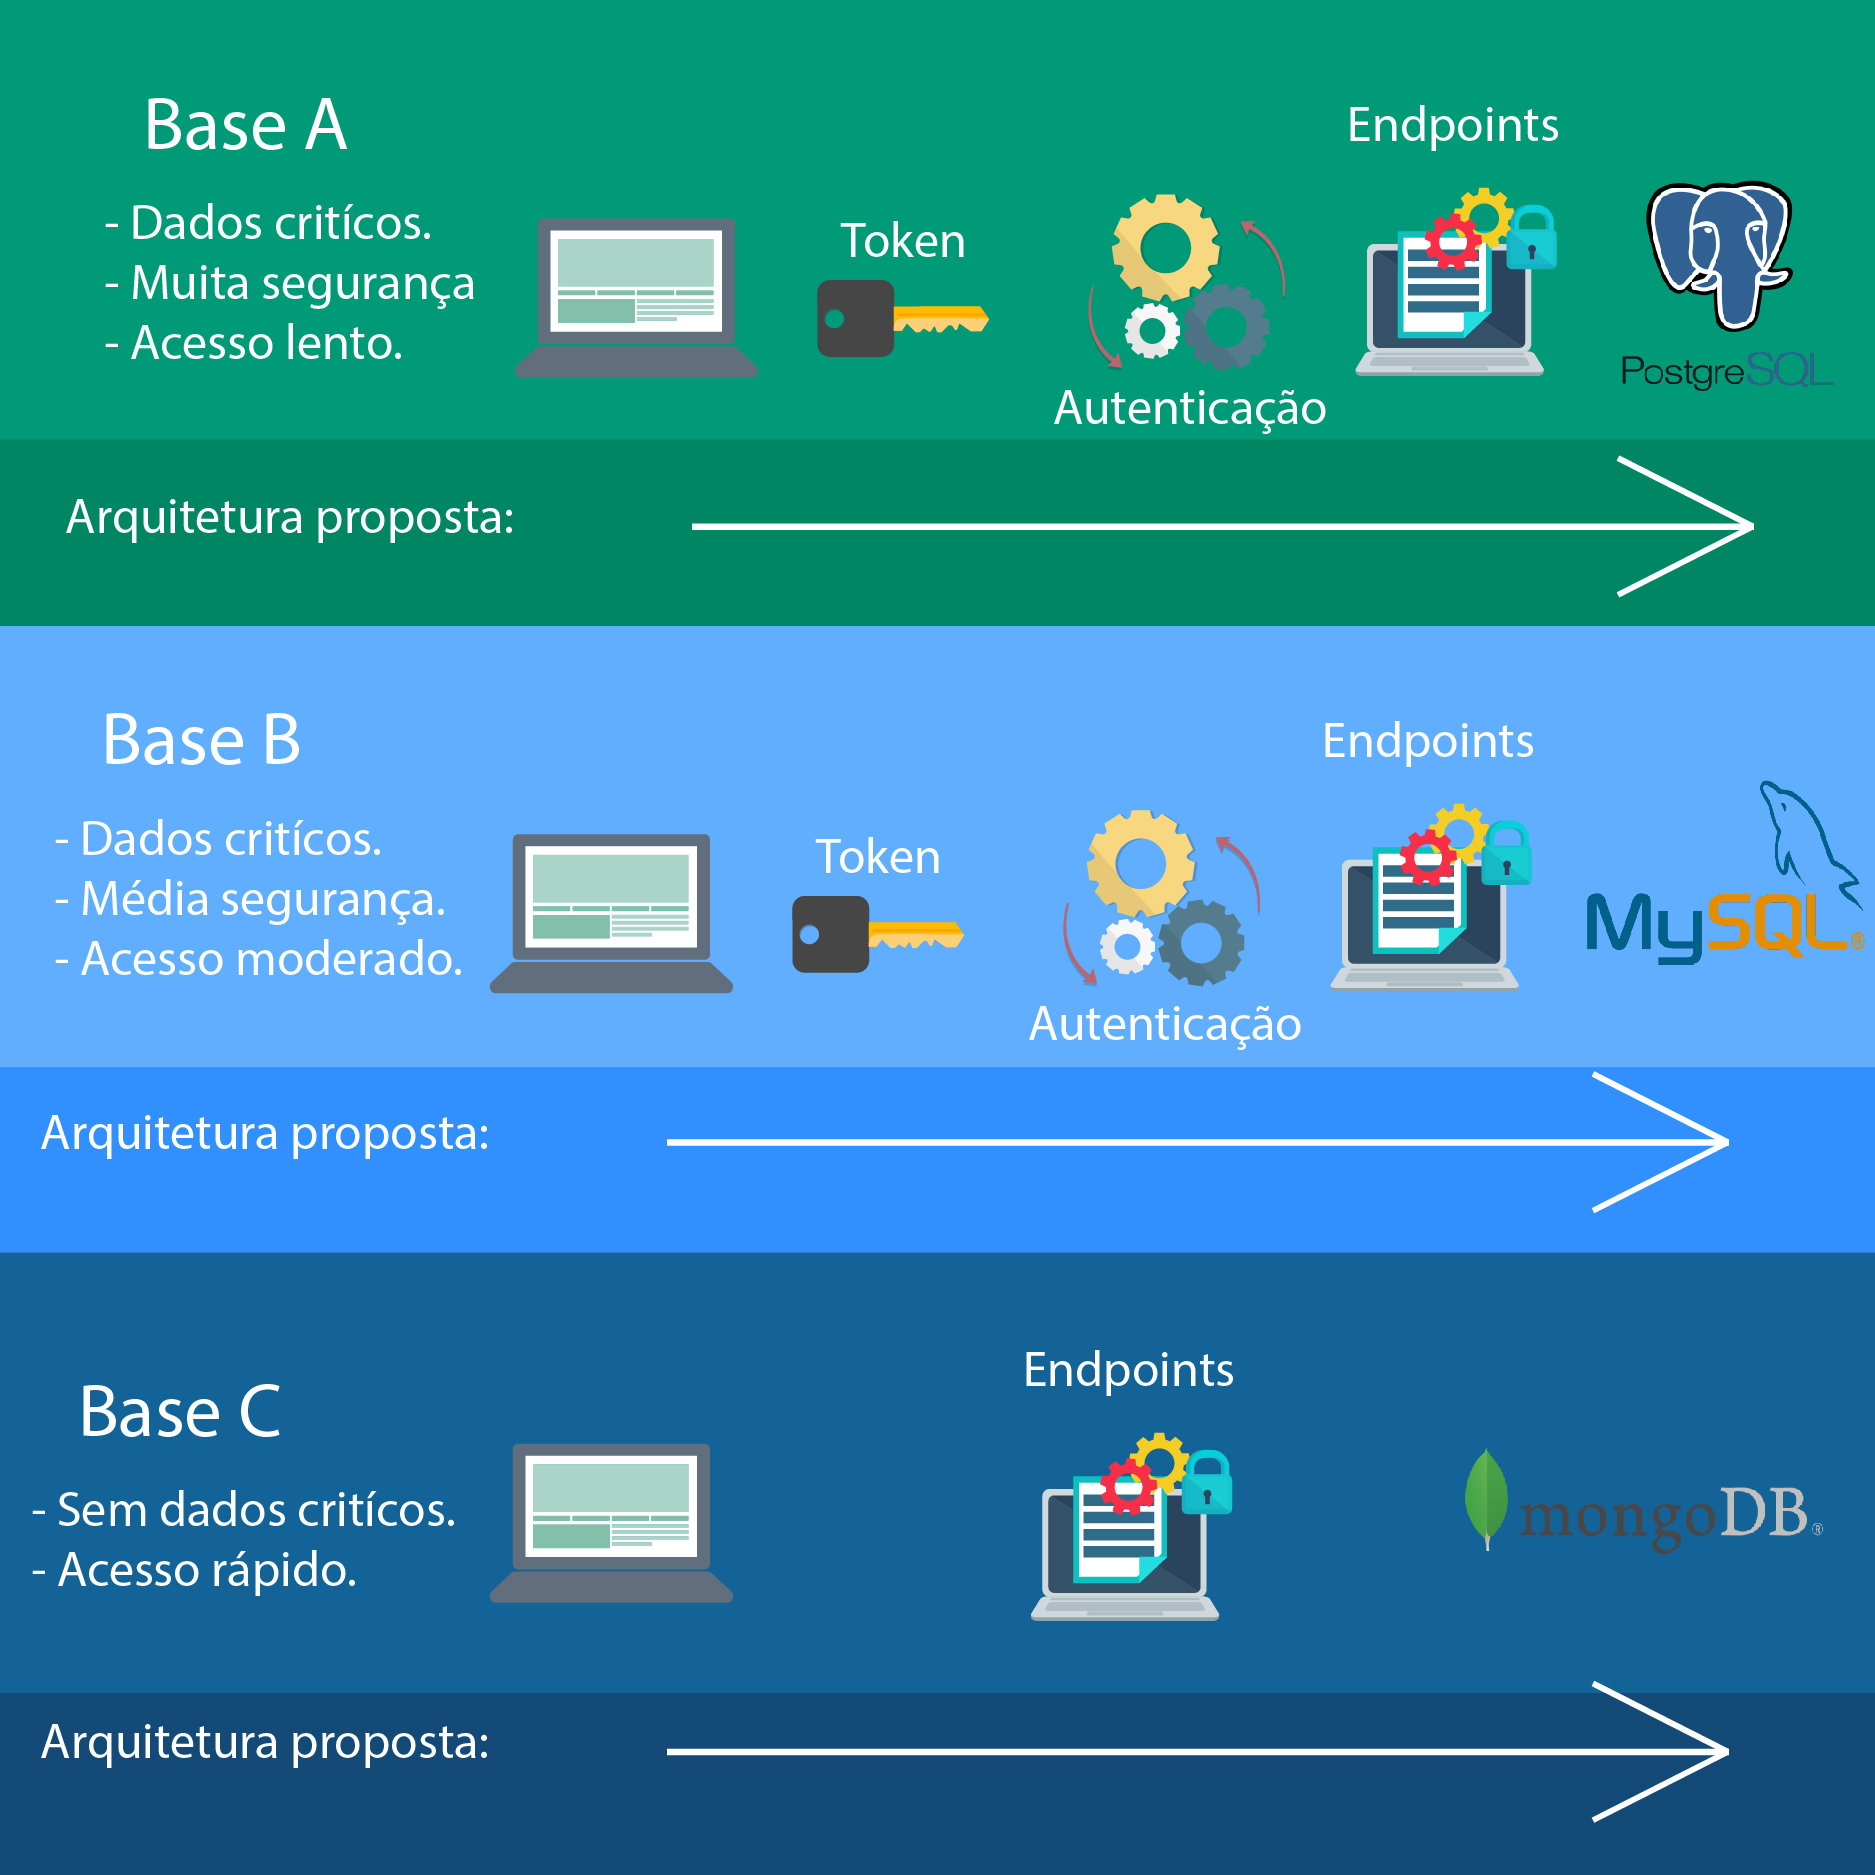 Base A
- Dados critícos.
- Muita segurança
- Acesso lento.
Token
Autenticação
Endpoints
PostgreSQL
Arquitetura proposta:
Base B
- Dados critícos.
- Média segurança.
- Acesso moderado.
Token
Autenticação
Endpoints
MySQL®
Arquitetura proposta:
Base C
- Sem dados critícos.
- Acesso rápido.
Endpoints
mongoDB®
Arquitetura proposta: